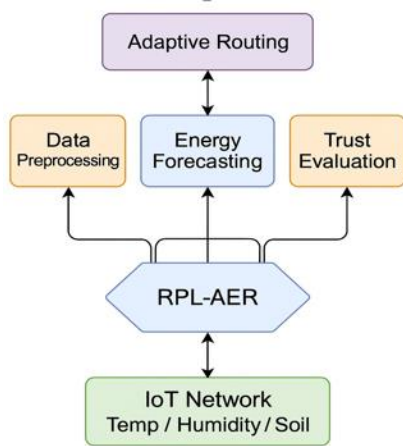 Adaptive Routing
Data
Preprocessing
Energy
Forecasting
Trust
Evaluation
RPL-AER
IoT Network
Temp / Humidity / Soil